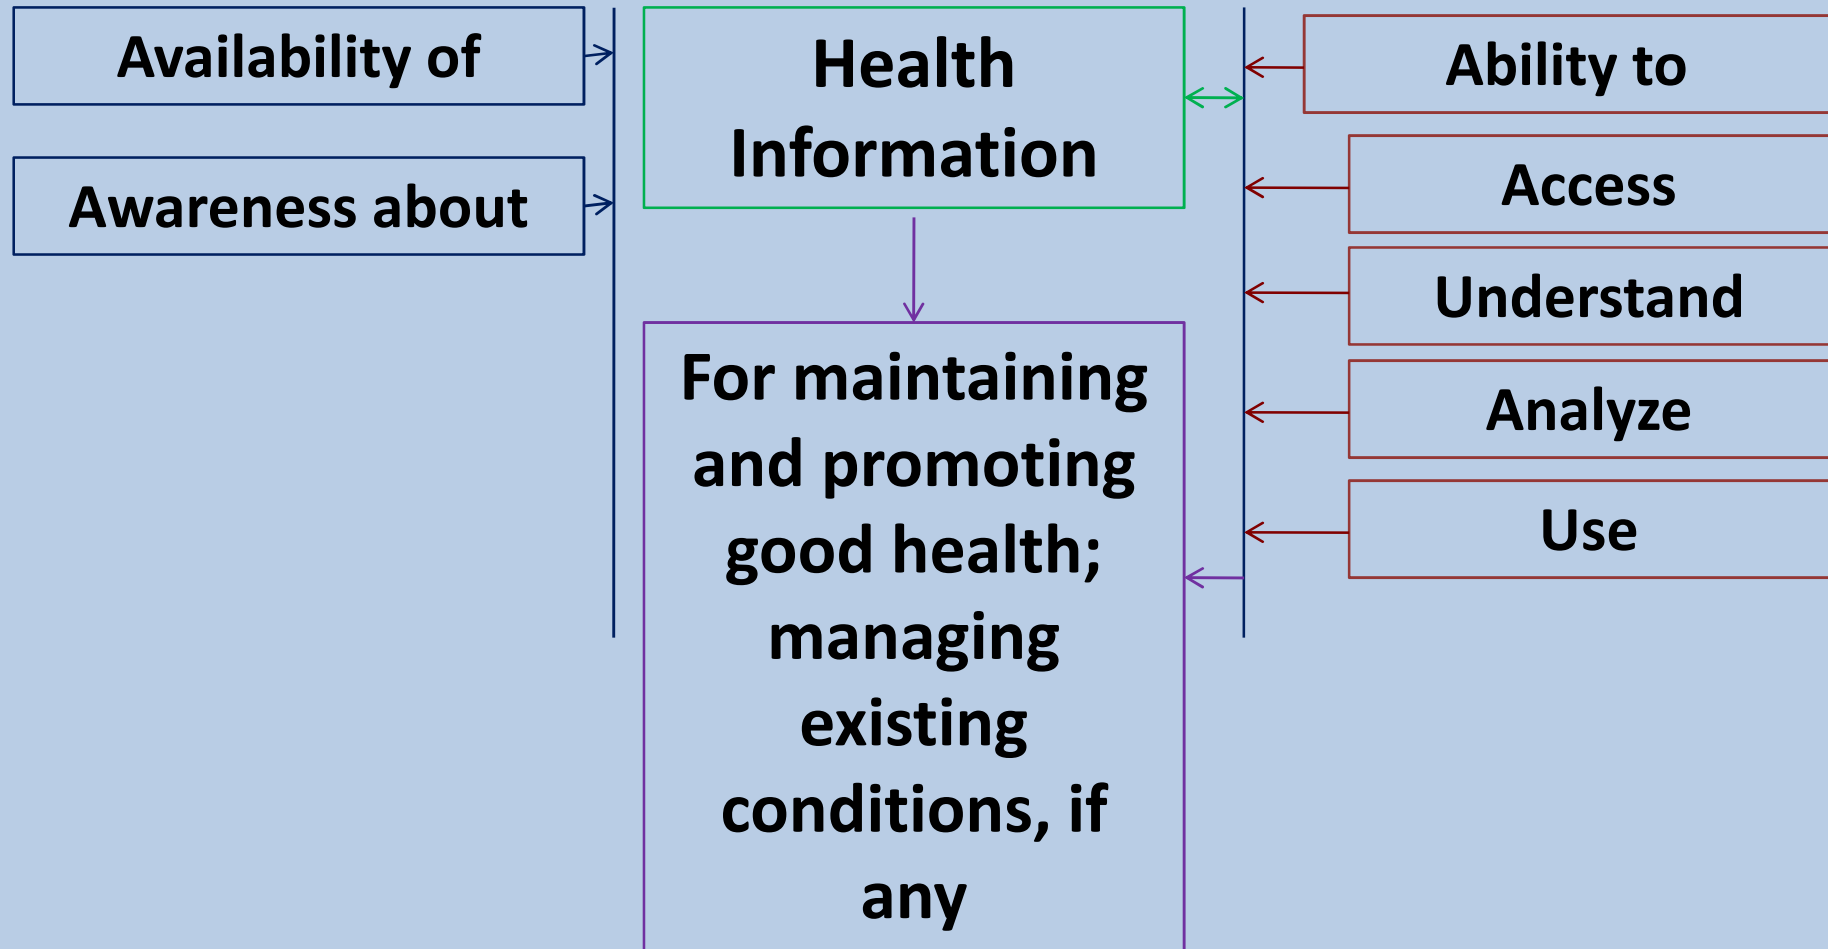 Availability of
Awareness about
Health
Information
For maintaining
and promoting
good health;
managing
existing
conditions, if
any
Ability to
Access
Understand
Analyze
Use